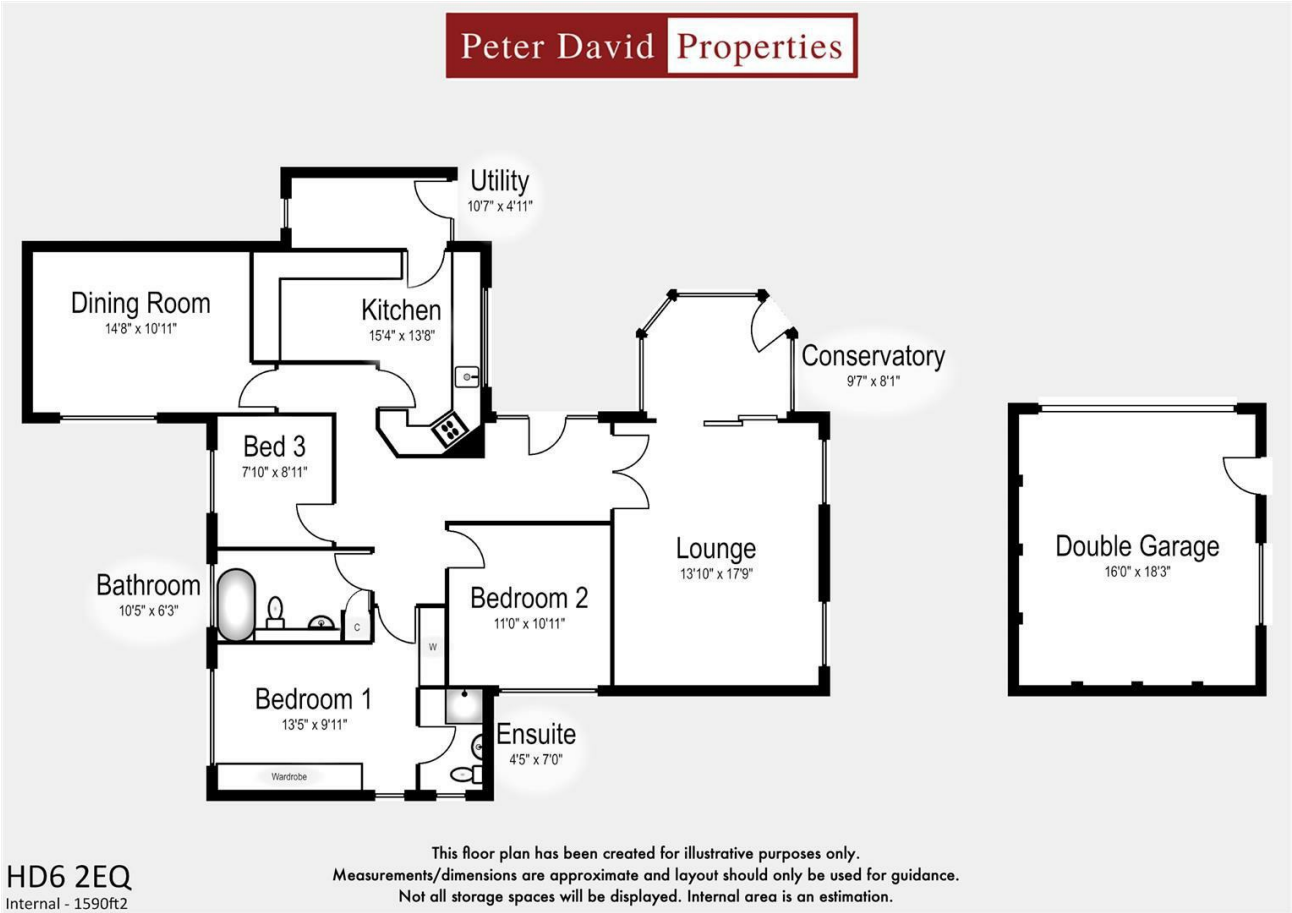 Peter David Properties
Utility
10'7" x 4'11"
Dining Room
14'8" x 10'11"
Kitchen
15'4" x 13'8"
Conservatory
9'7" x 8'1"
Bed 3
7'10" x 8'11"
Lounge
13'10" x 17'9"
Double Garage
16'0" x 18'3"
Bathroom
10'5" x 6'3"
C
Bedroom 2
11'0" x 10'11"
W
Bedroom 1
13'5" x 9'11"
Ensuite
4'5" x 7'0"
Wardrobe
This floor plan has been created for illustrative purposes only.
Measurements/dimensions are approximate and layout should only be used for guidance.
Not all storage spaces will be displayed. Internal area is an estimation.
HD6 2EQ
Internal - 1590ft2